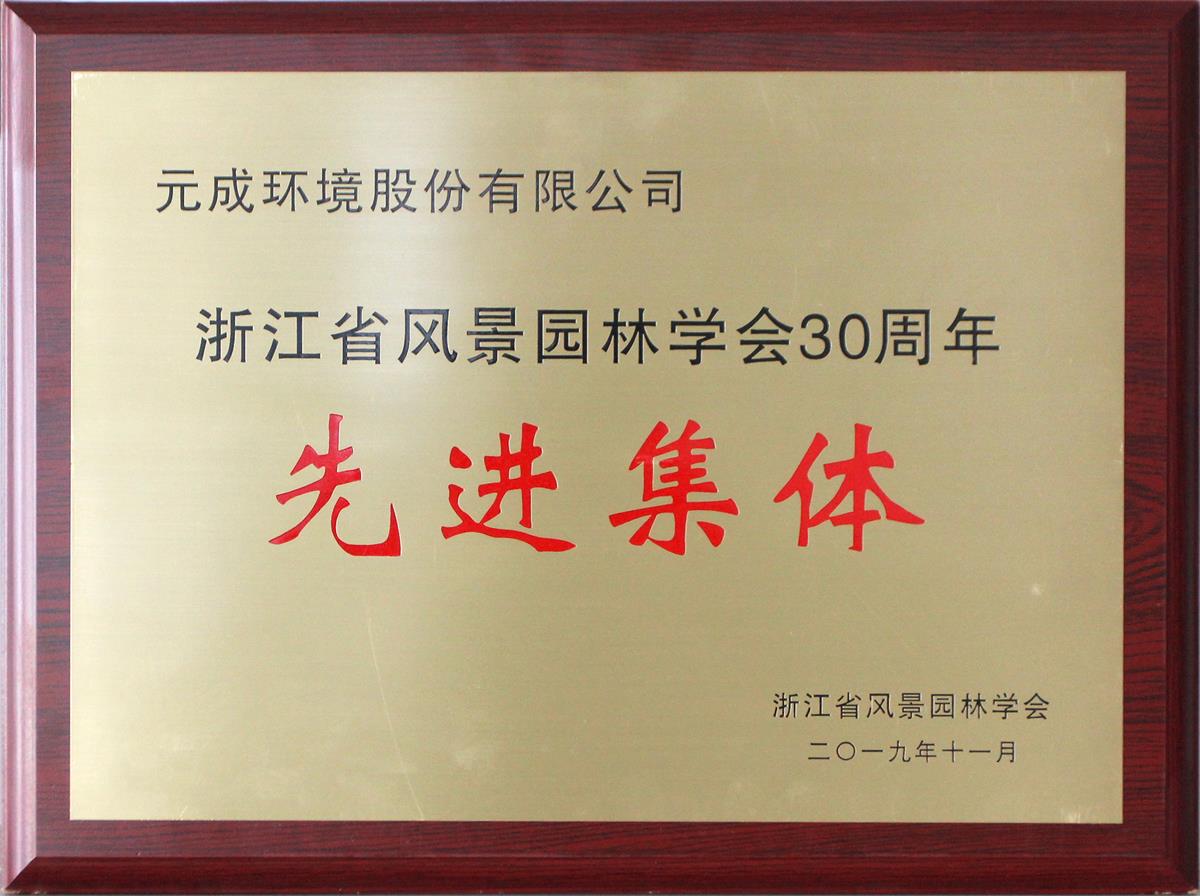 元成环境股份有限公司
浙江省风景园林学会30周年
先进集体
浙江省风景园林学会
二〇一九年十一月